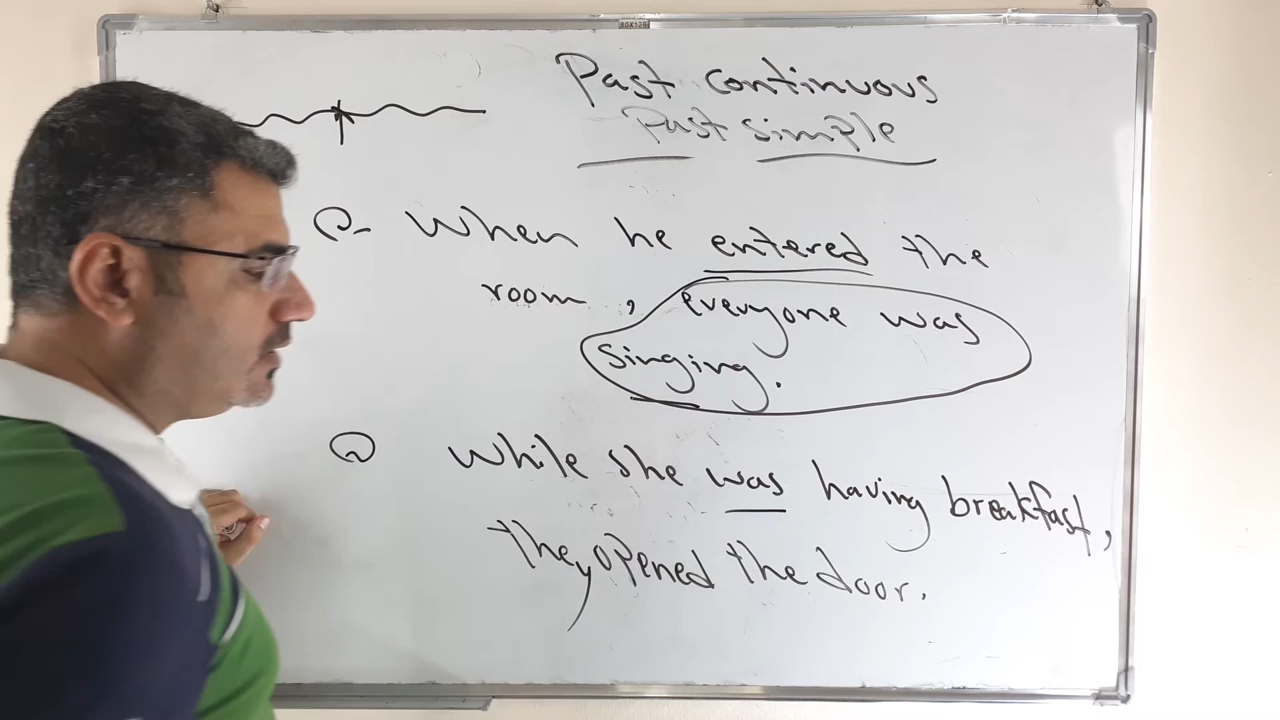 80X120
Past continuous
Past simple
When he entered the
room, everyone was
singing.
While she was having breakfast,
they opened the door.